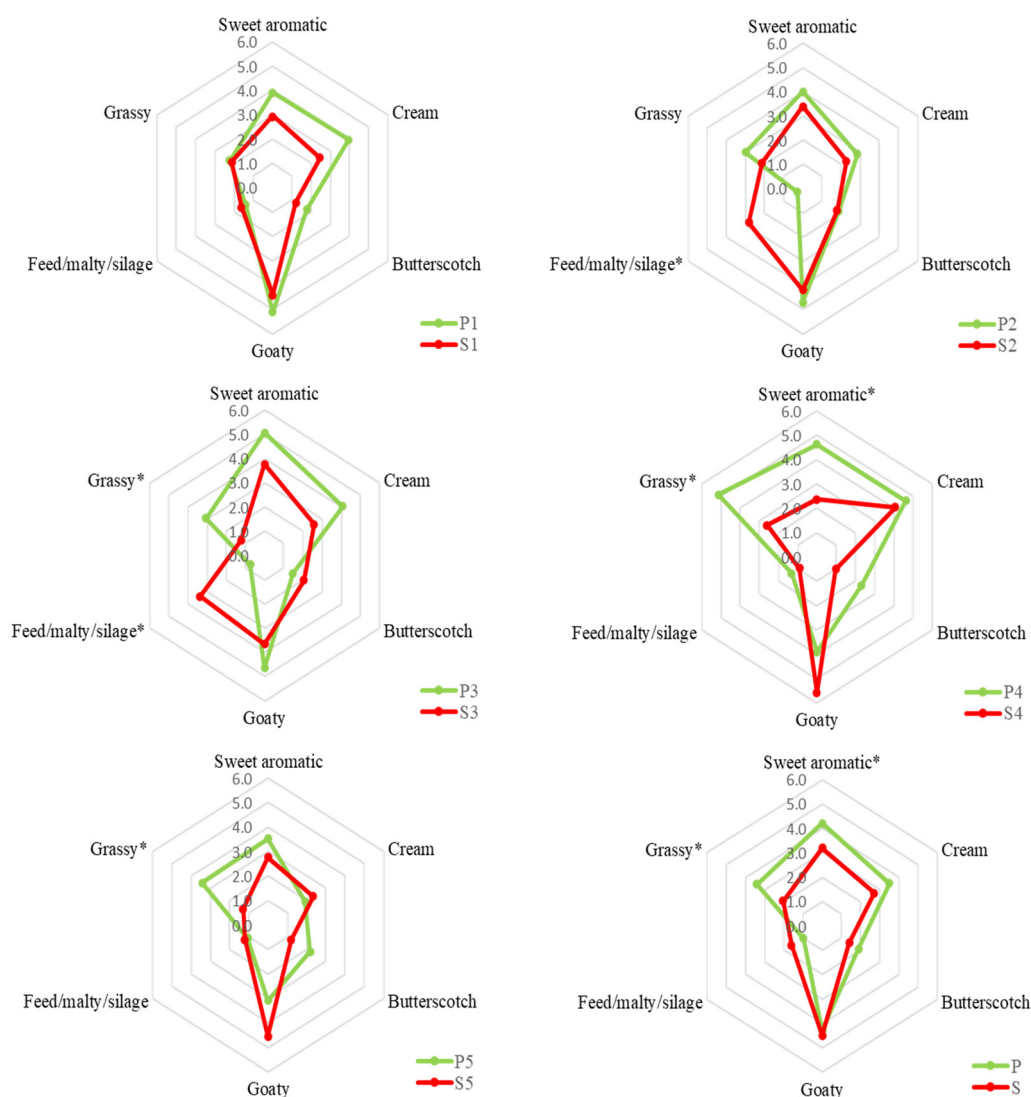 Sweet aromatic
6.0
5.0
4.0
3.0
2.0
1.0
0.0
Cream
Butterscotch
Goaty
Feed/malty/silage
Grassy
P1
S1
Sweet aromatic
6.0
5.0
4.0
3.0
2.0
1.0
0.0
Cream
Butterscotch
Goaty
Feed/malty/silage*
Grassy
P2
S2
Sweet aromatic
6.0
5.0
4.0
3.0
2.0
1.0
0.0
Cream
Butterscotch
Goaty
Feed/malty/silage*
Grassy*
P3
S3
Sweet aromatic*
6.0
5.0
4.0
3.0
2.0
1.0
0.0
Cream
Butterscotch
Goaty
Feed/malty/silage
Grassy*
P4
S4
Sweet aromatic
6.0
5.0
4.0
3.0
2.0
1.0
0.0
Cream
Butterscotch
Goaty
Feed/malty/silage
Grassy*
P5
S5
Sweet aromatic*
6.0
5.0
4.0
3.0
2.0
1.0
0.0
Cream
Butterscotch
Goaty
Feed/malty/silage
Grassy*
P
S